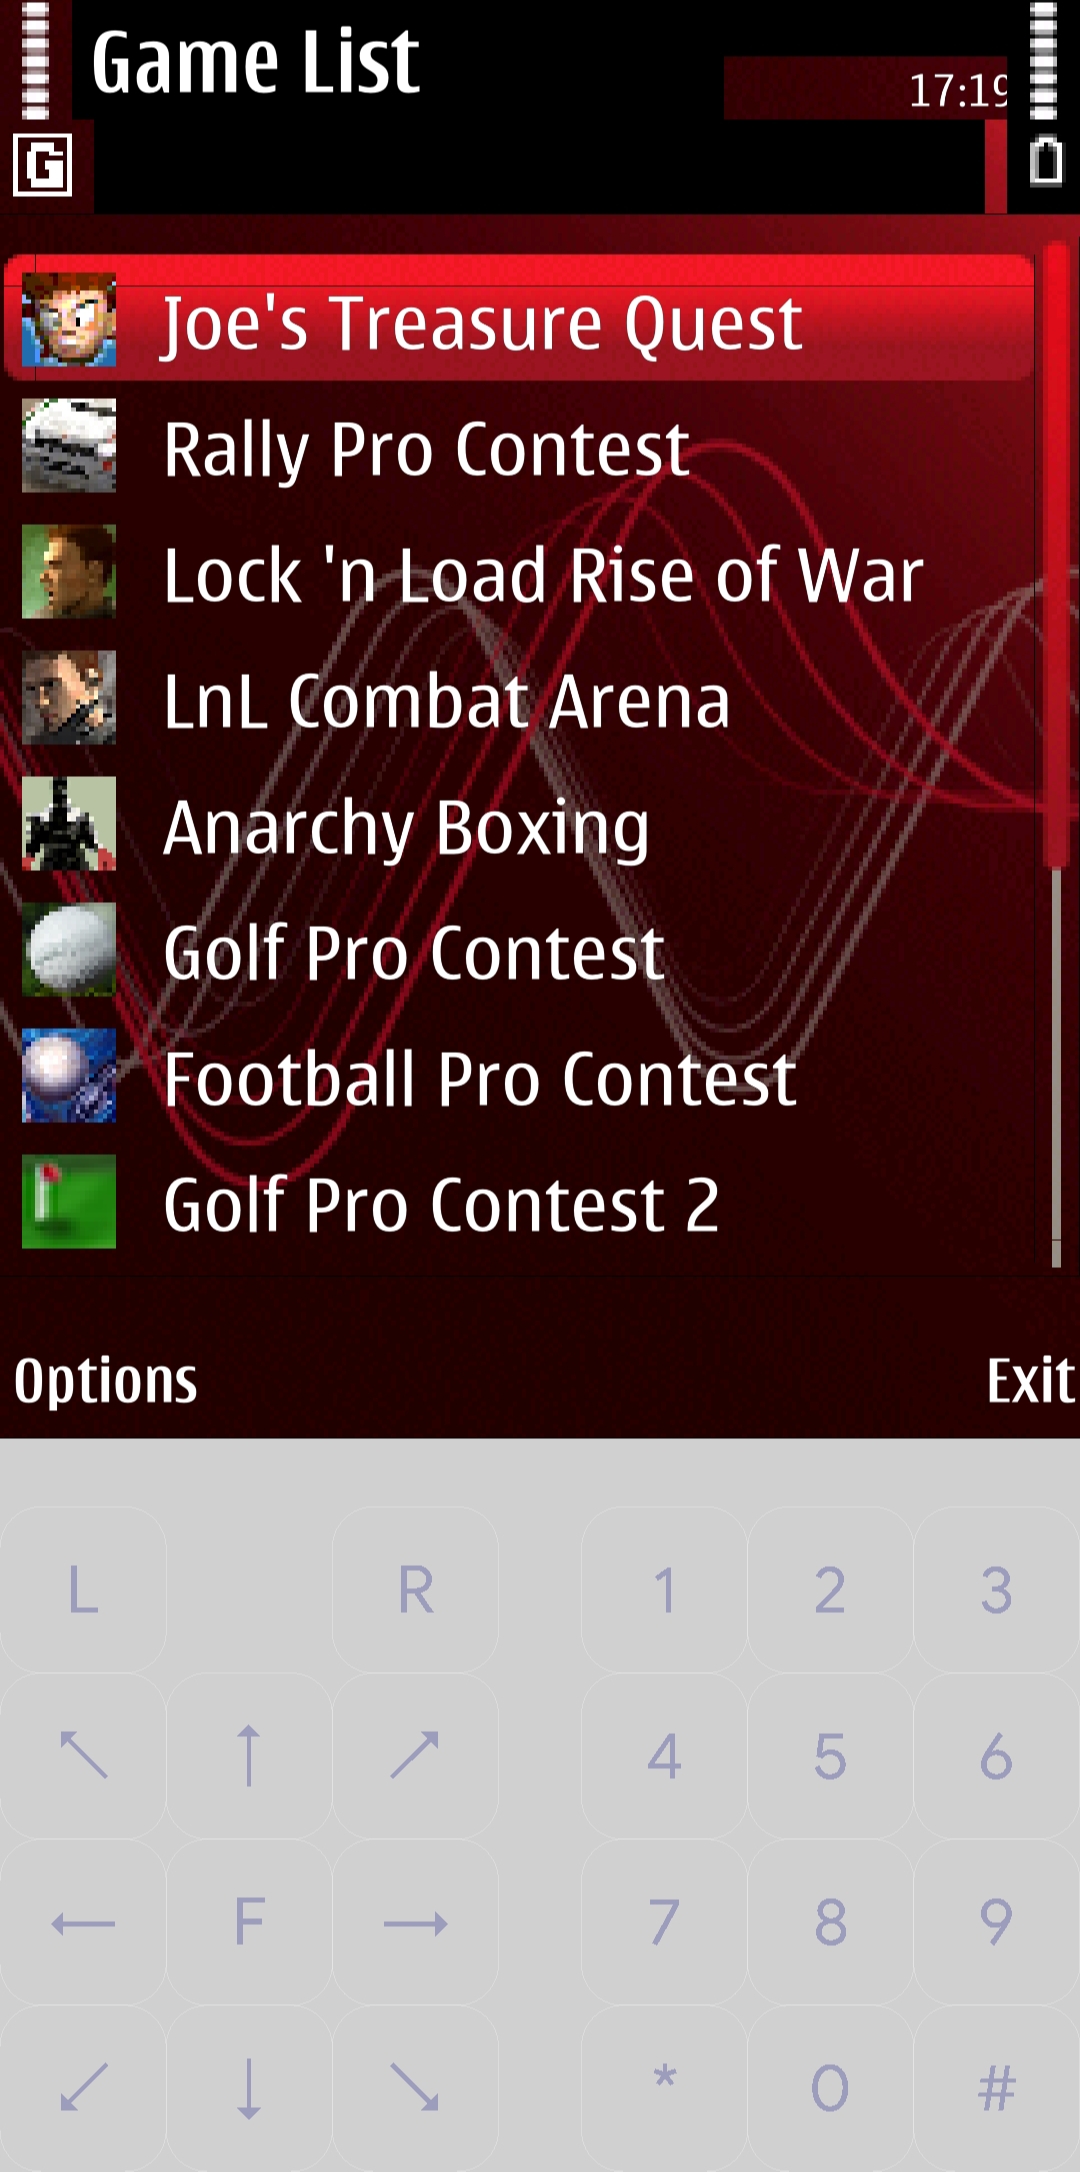 Game List
17:19
G
Joe's Treasure Quest
Rally Pro Contest
Lock 'n Load Rise of War
LnL Combat Arena
Anarchy Boxing
Golf Pro Contest
Football Pro Contest
Golf Pro Contest 2
Options Exit
L R 1 2 3
↖ ↑ ↗ 4 5 6
← F → 7 8 9
↙ ↓ ↘ * 0 #